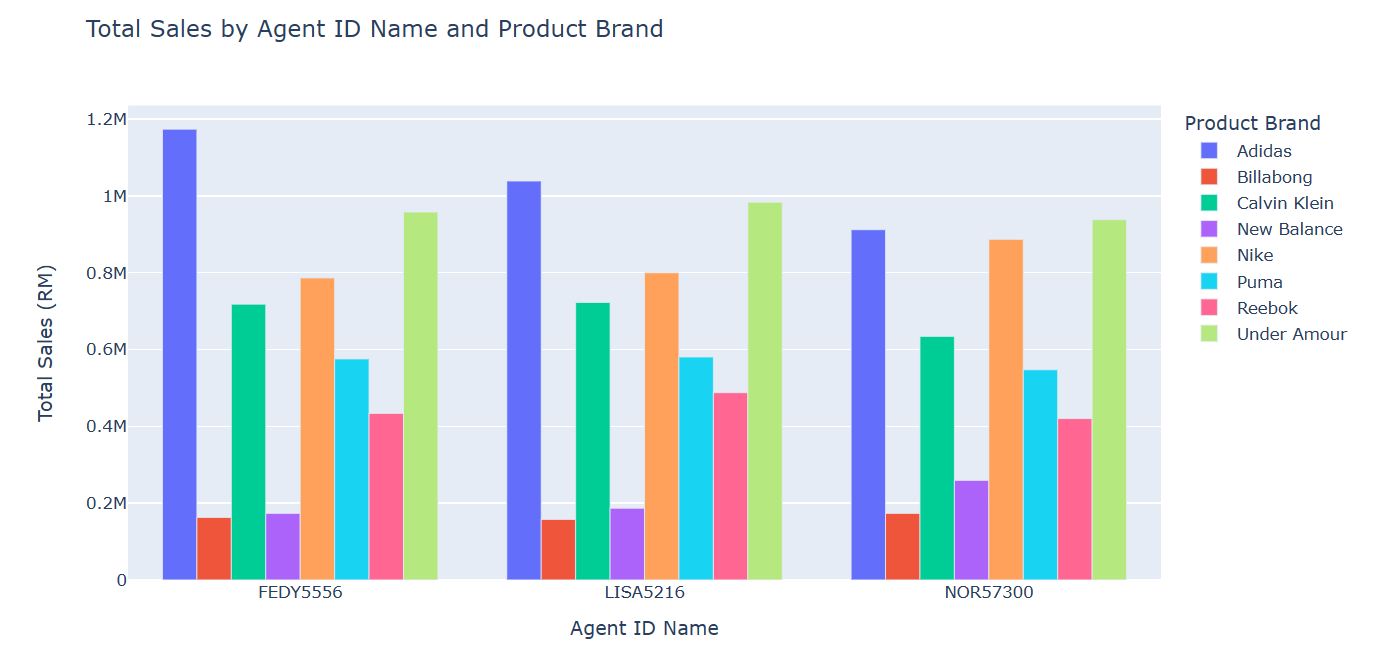 Total Sales by Agent ID Name and Product Brand
1.2M
1M
0.8M
0.6M
0.4M
0.2M
0
Total Sales (RM)
FEDY5556
LISA5216
NOR57300
Agent ID Name
Product Brand
Adidas
Billabong
Calvin Klein
New Balance
Nike
Puma
Reebok
Under Amour